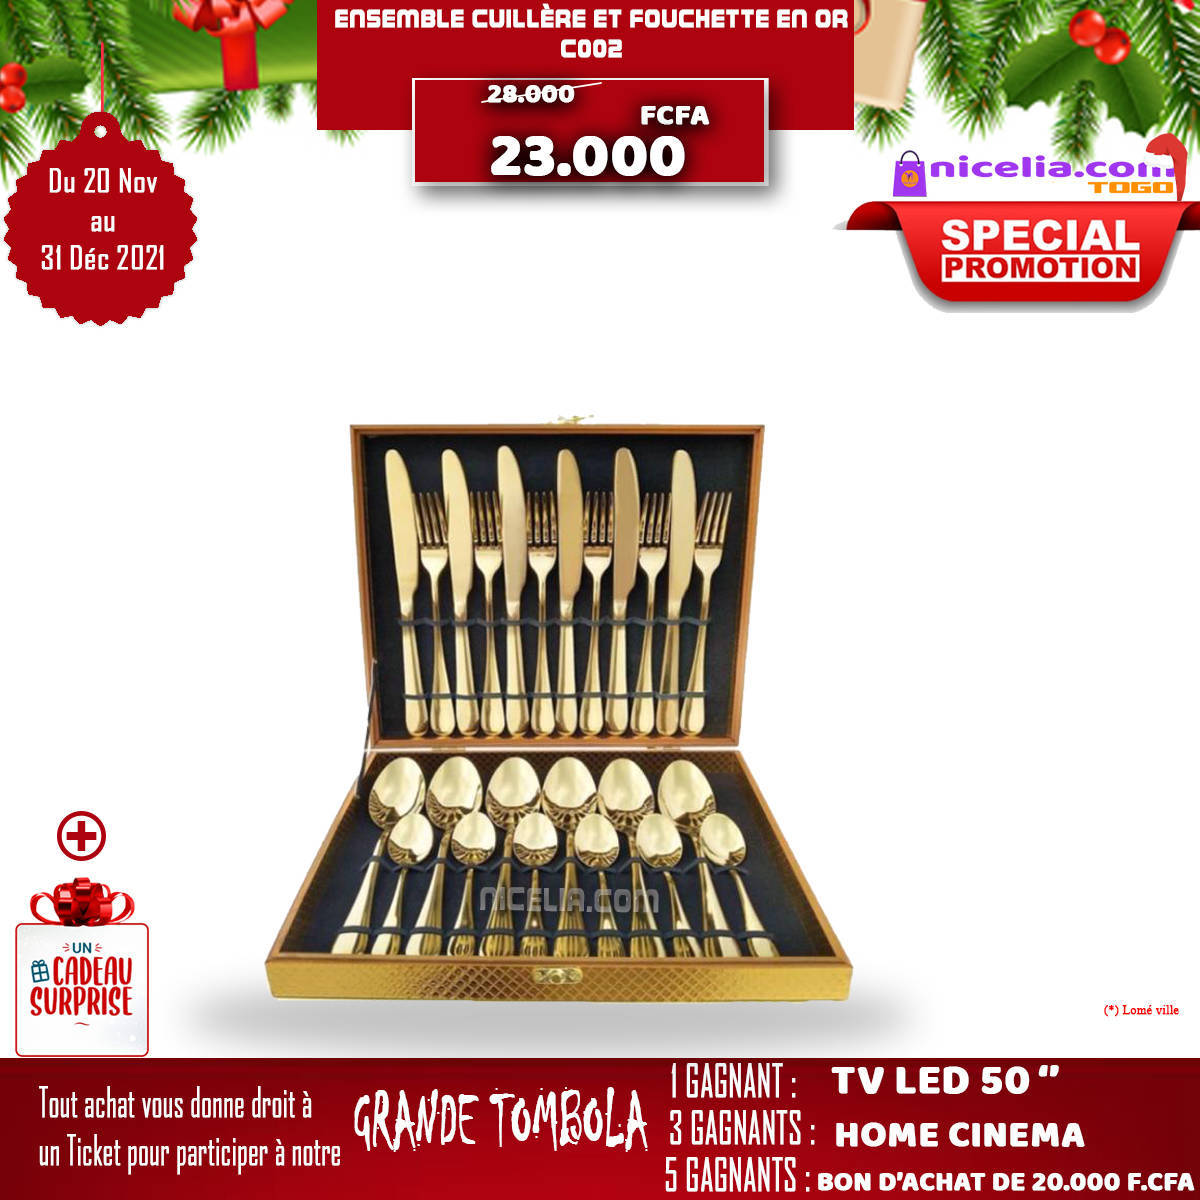 ENSEMBLE CUILLÈRE ET FOUCHETTE EN OR
C002
28.000
FCFA
23.000
Du 20 Nov
au
31 Déc 2021
nicelia.com
TOGO
SPECIAL
PROMOTION
NICELIA.COM
UN
CADEAU
SURPRISE
(*) Lomé ville
Tout achat vous donne droit à
un Ticket pour participer à notre
GRANDE TOMBOLA
1 GAGNANT : TV LED 50 "
3 GAGNANTS : HOME CINEMA
5 GAGNANTS : BON D'ACHAT DE 20.000 F.CFA